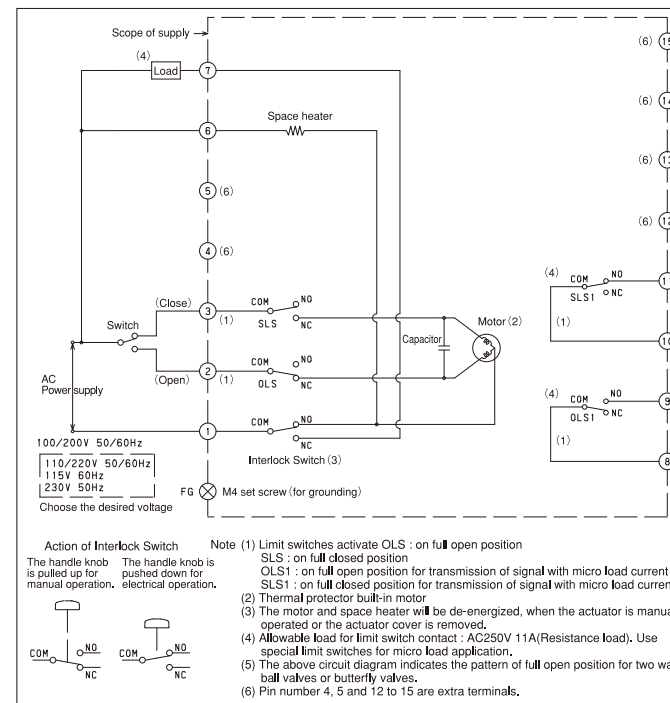 Scope of supply
(4)
Load
7
6
Space heater
5 (6)
4 (6)
(Close)
3
(1)
COM
NO
SLS
NC
Switch
Capacitor
Motor (2)
(Open)
2
(1)
COM
NO
OLS
NC
AC
Power supply
1
COM
NO
NC
Interlock Switch (3)
100/200V 50/60Hz
110/220V 50/60Hz
115V 60Hz
230V 50Hz
Choose the desired voltage
FG
M4 set screw (for grounding)
(6)
(6)
(6)
(6)
(4) COM NO
SLS1 NC
(1)
10
(4) COM NO
OLS1 NC
(1)
9
8
Action of Interlock Switch
The handle knob
is pulled up for
manual operation.
The handle knob is
pushed down for
electrical operation.
COM NO
NC
COM NO
NC
Note (1) Limit switches activate OLS : on full open position
SLS : on full closed position
OLS1 : on full open position for transmission of signal with micro load current
SLS1 : on full closed position for transmission of signal with micro load
(2) Thermal protector built-in motor
(3) The motor and space heater will be de-energized, when the actuator is
operated or the actuator cover is removed.
(4) Allowable load for limit switch contact : AC250V 11A(Resistance load). Use
special limit switches for micro load application.
(5) The above circuit diagram indicates the pattern of full open position for two
ball valves or butterfly valves.
(6) Pin number 4, 5 and 12 to 15 are extra terminals.